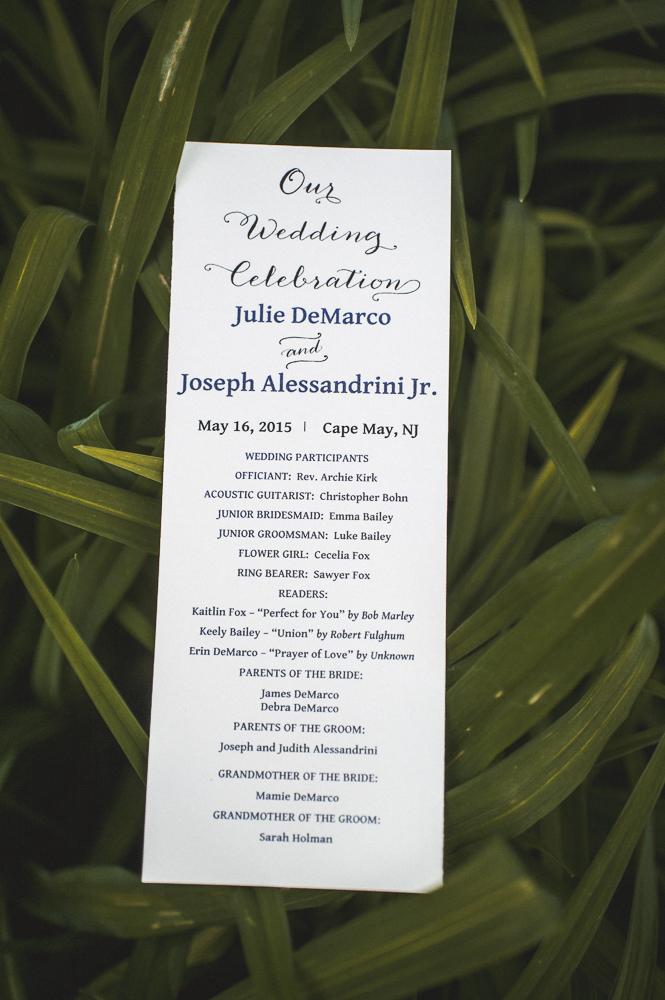 Our
Wedding
Celebration
Julie DeMarco
and
Joseph Alessandrini Jr.
May 16, 2015 | Cape May, NJ
WEDDING PARTICIPANTS
OFFICIANT: Rev. Archie Kirk
ACOUSTIC GUITARIST: Christopher Bohn
JUNIOR BRIDESMAID: Emma Bailey
JUNIOR GROOMSMAN: Luke Bailey
FLOWER GIRL: Cecelia Fox
RING BEARER: Sawyer Fox
READERS:
Kaitlin Fox – “Perfect for You” by Bob Marley
Keely Bailey – “Union” by Robert Fulghum
Erin DeMarco – “Prayer of Love” by Unknown
PARENTS OF THE BRIDE:
James DeMarco
Debra DeMarco
PARENTS OF THE GROOM:
Joseph and Judith Alessandrini
GRANDMOTHER OF THE BRIDE:
Mamie DeMarco
GRANDMOTHER OF THE GROOM:
Sarah Holman